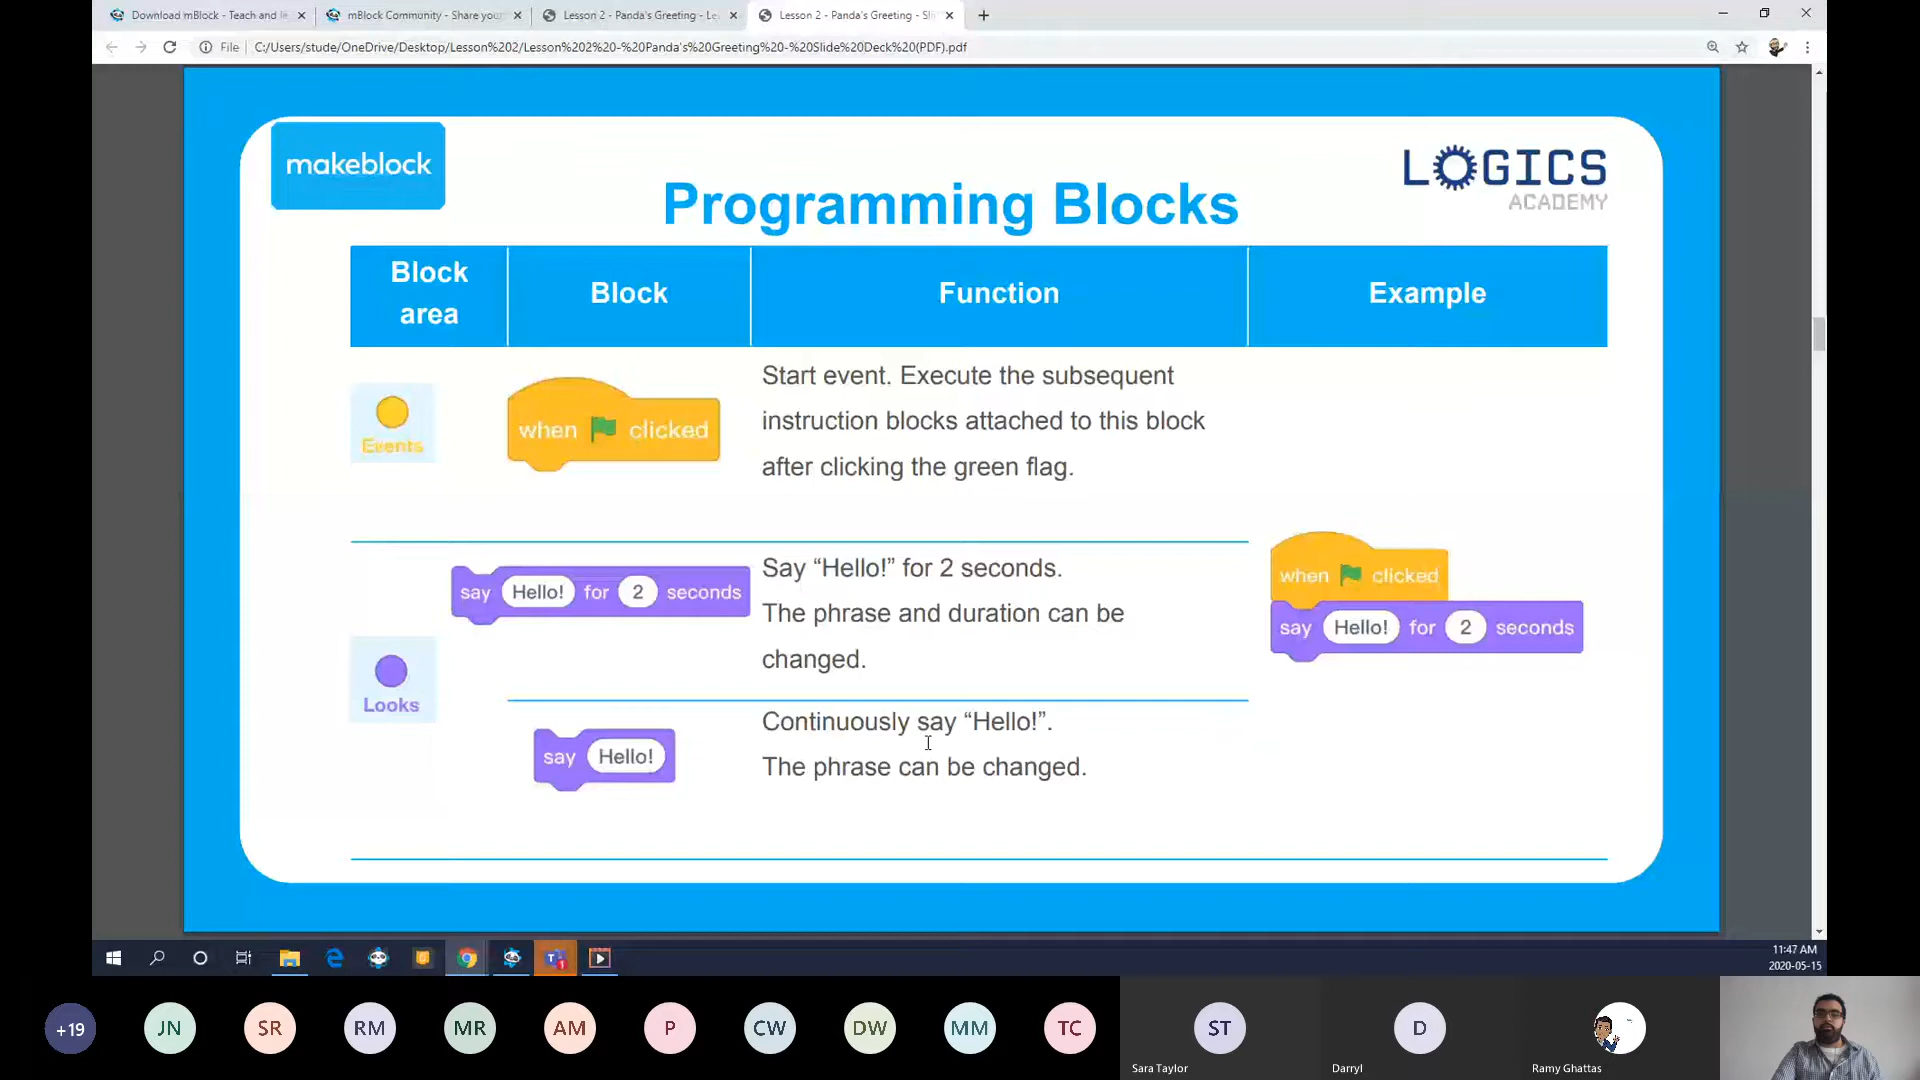 Download mBlock - Teach and le
mBlock Community - Share your
Lesson 2 - Panda's Greeting - Le
Lesson 2 - Panda's Greeting - Sli
File
C:/Users/stude/OneDrive/Desktop/Lesson%202/Lesson%202%20-%20Panda's%20Greeting%20-%20Slide%20Deck%20(PDF).pdf
makeblock
LOGICS
ACADEMY
Programming Blocks
Block
area
Block
Function
Example
Events
when clicked
Start event. Execute the subsequent
instruction blocks attached to this block
after clicking the green flag.
Looks
say Hello! for 2 seconds
Say “Hello!” for 2 seconds.
The phrase and duration can be
changed.
when clicked
say Hello! for 2 seconds
say Hello!
Continuously say “Hello!”.
The phrase can be changed.
11:47 AM
2020-05-15
+19
JN
SR
RM
MR
AM
P
CW
DW
MM
TC
ST
D
Sara Taylor
Darryl
Ramy Ghattas